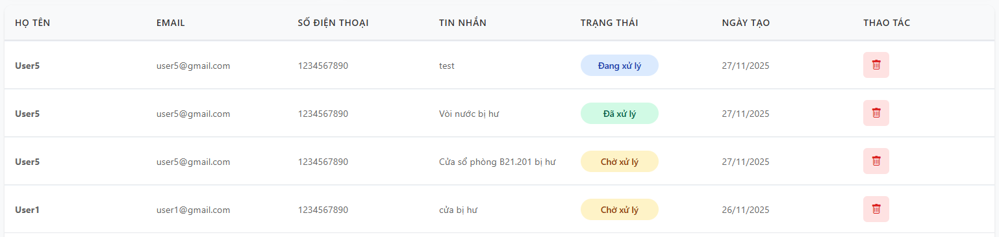 HỌ TÊN EMAIL SỐ ĐIỆN THOẠI TIN NHẮN TRẠNG THÁI NGÀY TẠO THAO TÁC
User5 user5@gmail.com 1234567890 test Đang xử lý 27/11/2025
User5 user5@gmail.com 1234567890 Vòi nước bị hư Đã xử lý 27/11/2025
User5 user5@gmail.com 1234567890 Cửa sổ phòng B21.201 bị hư Chờ xử lý 27/11/2025
User1 user1@gmail.com 1234567890 cửa bị hư Chờ xử lý 26/11/2025